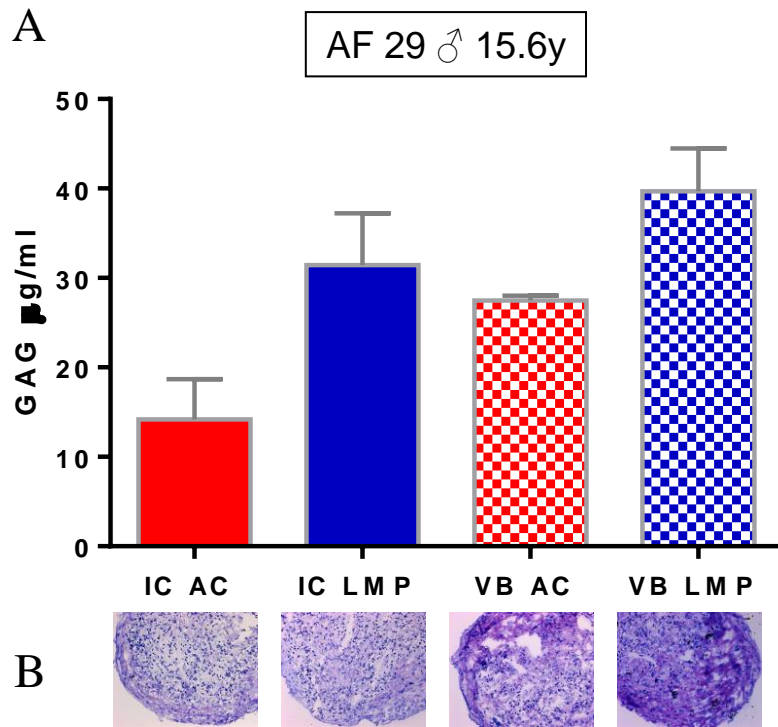 A
AF 29 ♂ 15.6y
50
40
30
20
10
0
GAG µg/ml
IC AC
IC LMP
VB AC
VB LMP
B